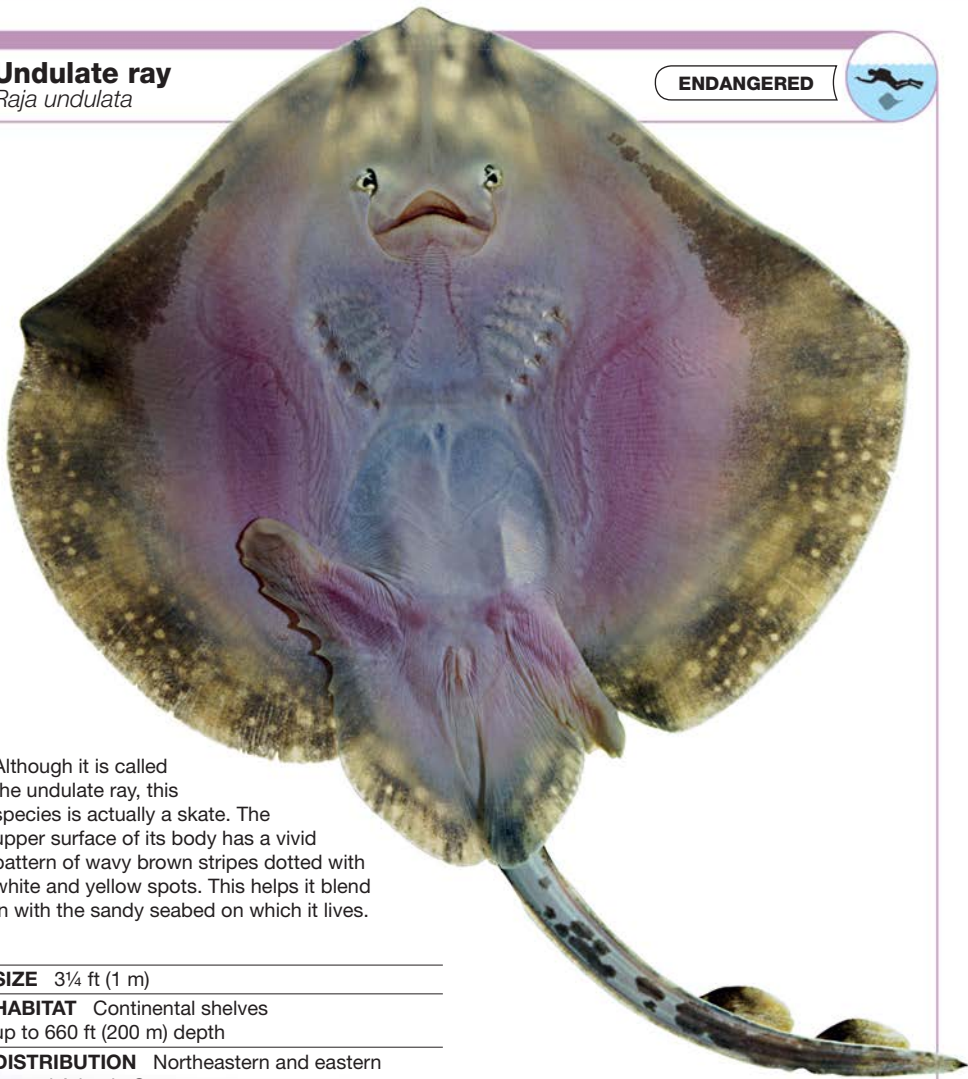 Undulate ray
Raja undulata
ENDANGERED
Although it is called
the undulate ray, this
species is actually a skate. The
upper surface of its body has a vivid
pattern of wavy brown stripes dotted with
white and yellow spots. This helps it blend
in with the sandy seabed on which it lives.
SIZE 3¼ ft (1 m)
HABITAT Continental shelves
up to 660 ft (200 m) depth
DISTRIBUTION Northeastern and eastern